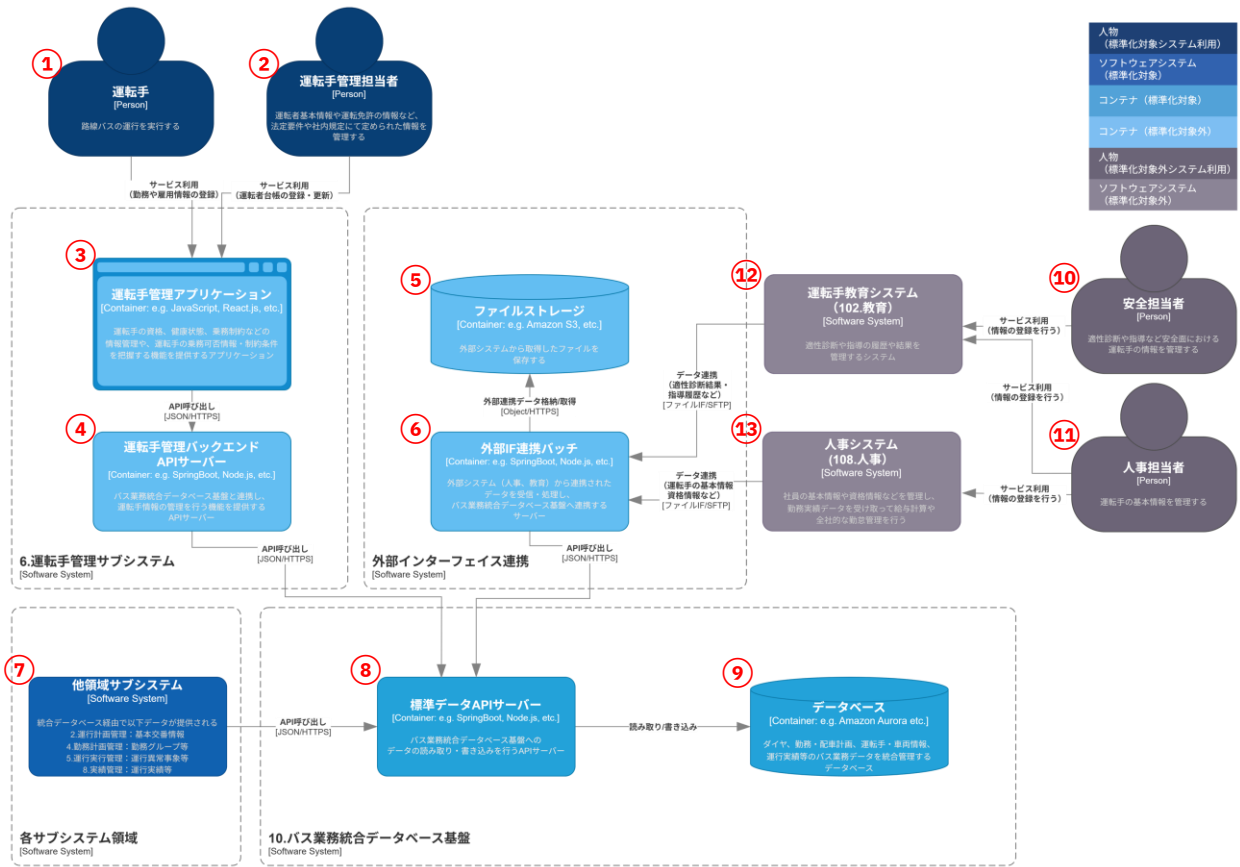 ①
運転手
[Person]
路線バスの運行を実行する
②
運転手管理担当者
[Person]
運転者基本情報や運転免許の情報など、
法定要件や社内規定にて定められた情報を
管理する
人物
（標準化対象システム利用）
ソフトウェアシステム
（標準化対象）
コンテナ（標準化対象）
コンテナ（標準化対象外）
人物
（標準化対象外システム利用）
ソフトウェアシステム
（標準化対象外）
サービス利用
（勤務や雇用情報の登録）
サービス利用
（運転者台帳の登録・更新）
③
運転手管理アプリケーション
[Container: e.g. JavaScript, React.js, etc.]
運転手の資格、健康状態、乗務制約などの
情報管理や、運転手の乗務可否情報・制約条件
を把握する機能を提供するアプリケーション
API呼び出し
[JSON/HTTPS]
④
運転手管理バックエンド
APIサーバー
[Container: e.g. SpringBoot, Node.js, etc.]
バス業務統合データベース基盤と連携し、
運転手情報の管理を行う機能を提供する
APIサーバー
API呼び出し
[JSON/HTTPS]
6.運転手管理サブシステム
[Software System]
⑤
ファイルストレージ
[Container: e.g. Amazon S3, etc.]
外部システムから取得したファイルを
保存する
外部連携データ格納/取得
[Object/HTTPS]
⑥
外部IF連携バッチ
[Container: e.g. SpringBoot, Node.js, etc.]
外部システム（人事、教育）から連携された
データを受信・処理し、
バス業務統合データベース基盤へ連携する
サーバー
API呼び出し
[JSON/HTTPS]
外部インターフェイス連携
[Software System]
データ連携
（適性診断結果・
指導履歴など）
[ファイルIF/SFTP]
データ連携
（運転手の基本情報
資格情報など）
[ファイルIF/SFTP]
⑫
運転手教育システム
（102.教育）
[Software System]
適性診断や指導の履歴や結果を
管理するシステム
⑬
人事システム
(108.人事）
[Software System]
社員の基本情報や資格情報などを管理し、
勤務実績データを受け取って給与計算や
全社的な勤怠管理を行う
サービス利用
（情報の登録を行う）
サービス利用
（情報の登録を行う）
サービス利用
（情報の登録を行う）
⑩
安全担当者
[Person]
適性診断や指導など安全面における
運転手の情報を管理する
⑪
人事担当者
[Person]
運転手の基本情報を管理する
⑦
他領域サブシステム
[Software System]
統合データベース経由で以下データが提供される
2.運行計画管理：基本交番情報
4.勤務計画管理：勤務グループ等
5.運行実行管理：運行異常事象等
8.実績管理：運行実績等
各サブシステム領域
[Software System]
API呼び出し
[JSON/HTTPS]
⑧
標準データAPIサーバー
[Container: e.g. SpringBoot, Node.js, etc.]
バス業務統合データベース基盤への
データの読み取り・書き込みを行うAPIサーバー
読み取り/書き込み
⑨
データベース
[Container: e.g. Amazon Aurora etc.]
ダイヤ、勤務・配車計画、運転手・車両情報、
運行実績等のバス業務データを統合管理する
データベース
10.バス業務統合データベース基盤
[Software System]